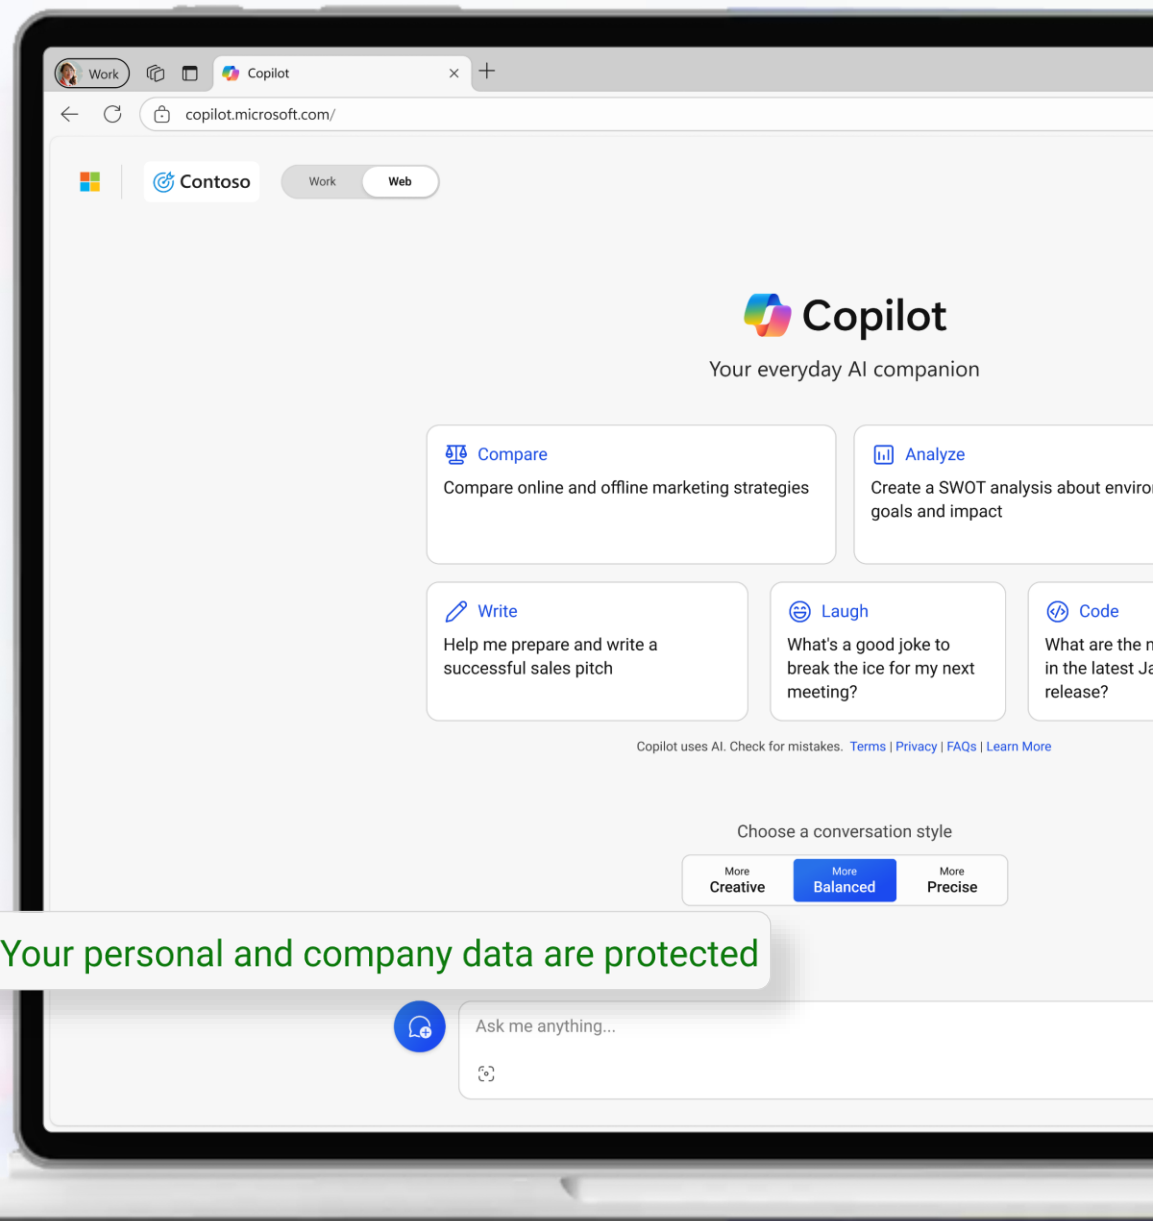 Work
Copilot
copilot.microsoft.com/
Contoso
Work
Web
Copilot
Your everyday AI companion
Compare
Compare online and offline marketing strategies
Analyze
Create a SWOT analysis about
goals and impact
Write
Help me prepare and write a
successful sales pitch
Laugh
What's a good joke to
break the ice for my next
meeting?
Code
What are the
in the latest
release?
Copilot uses AI. Check for mistakes. Terms | Privacy | FAQs | Learn More
Choose a conversation style
More
Creative
More
Balanced
More
Precise
Your personal and company data are protected
Ask me anything...